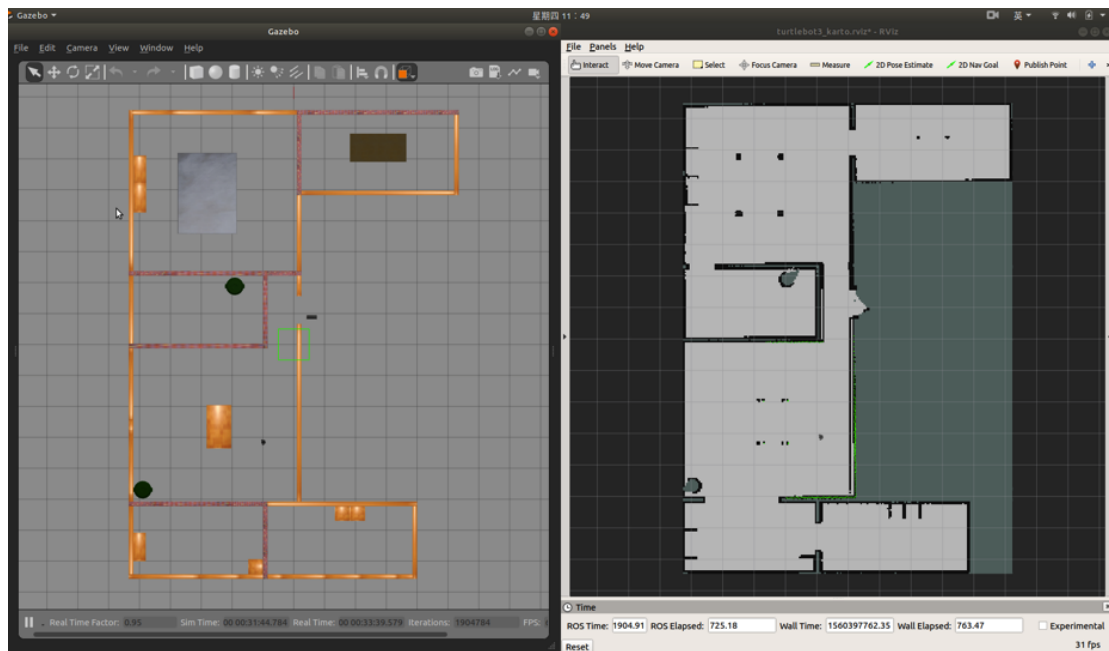 Gazebo
星期四 11：49
英
Gazebo
turtlebot3_karto.rviz* - RViz
File Edit Camera View Window Help
File Panels Help
Interact Move Camera Select Focus Camera Measure 2D Pose Estimate 2D Nav Goal Publish Point
Time
Real Time Factor: 0.95 Sim Time: 00 00:31:44.784 Real Time: 00 00:33:39.579 Iterations: 1904784 FPS:
ROS Time: 1904.91 ROS Elapsed: 725.18 Wall Time: 1560397762.35 Wall Elapsed: 763.47 Experimental
Reset 31 fps